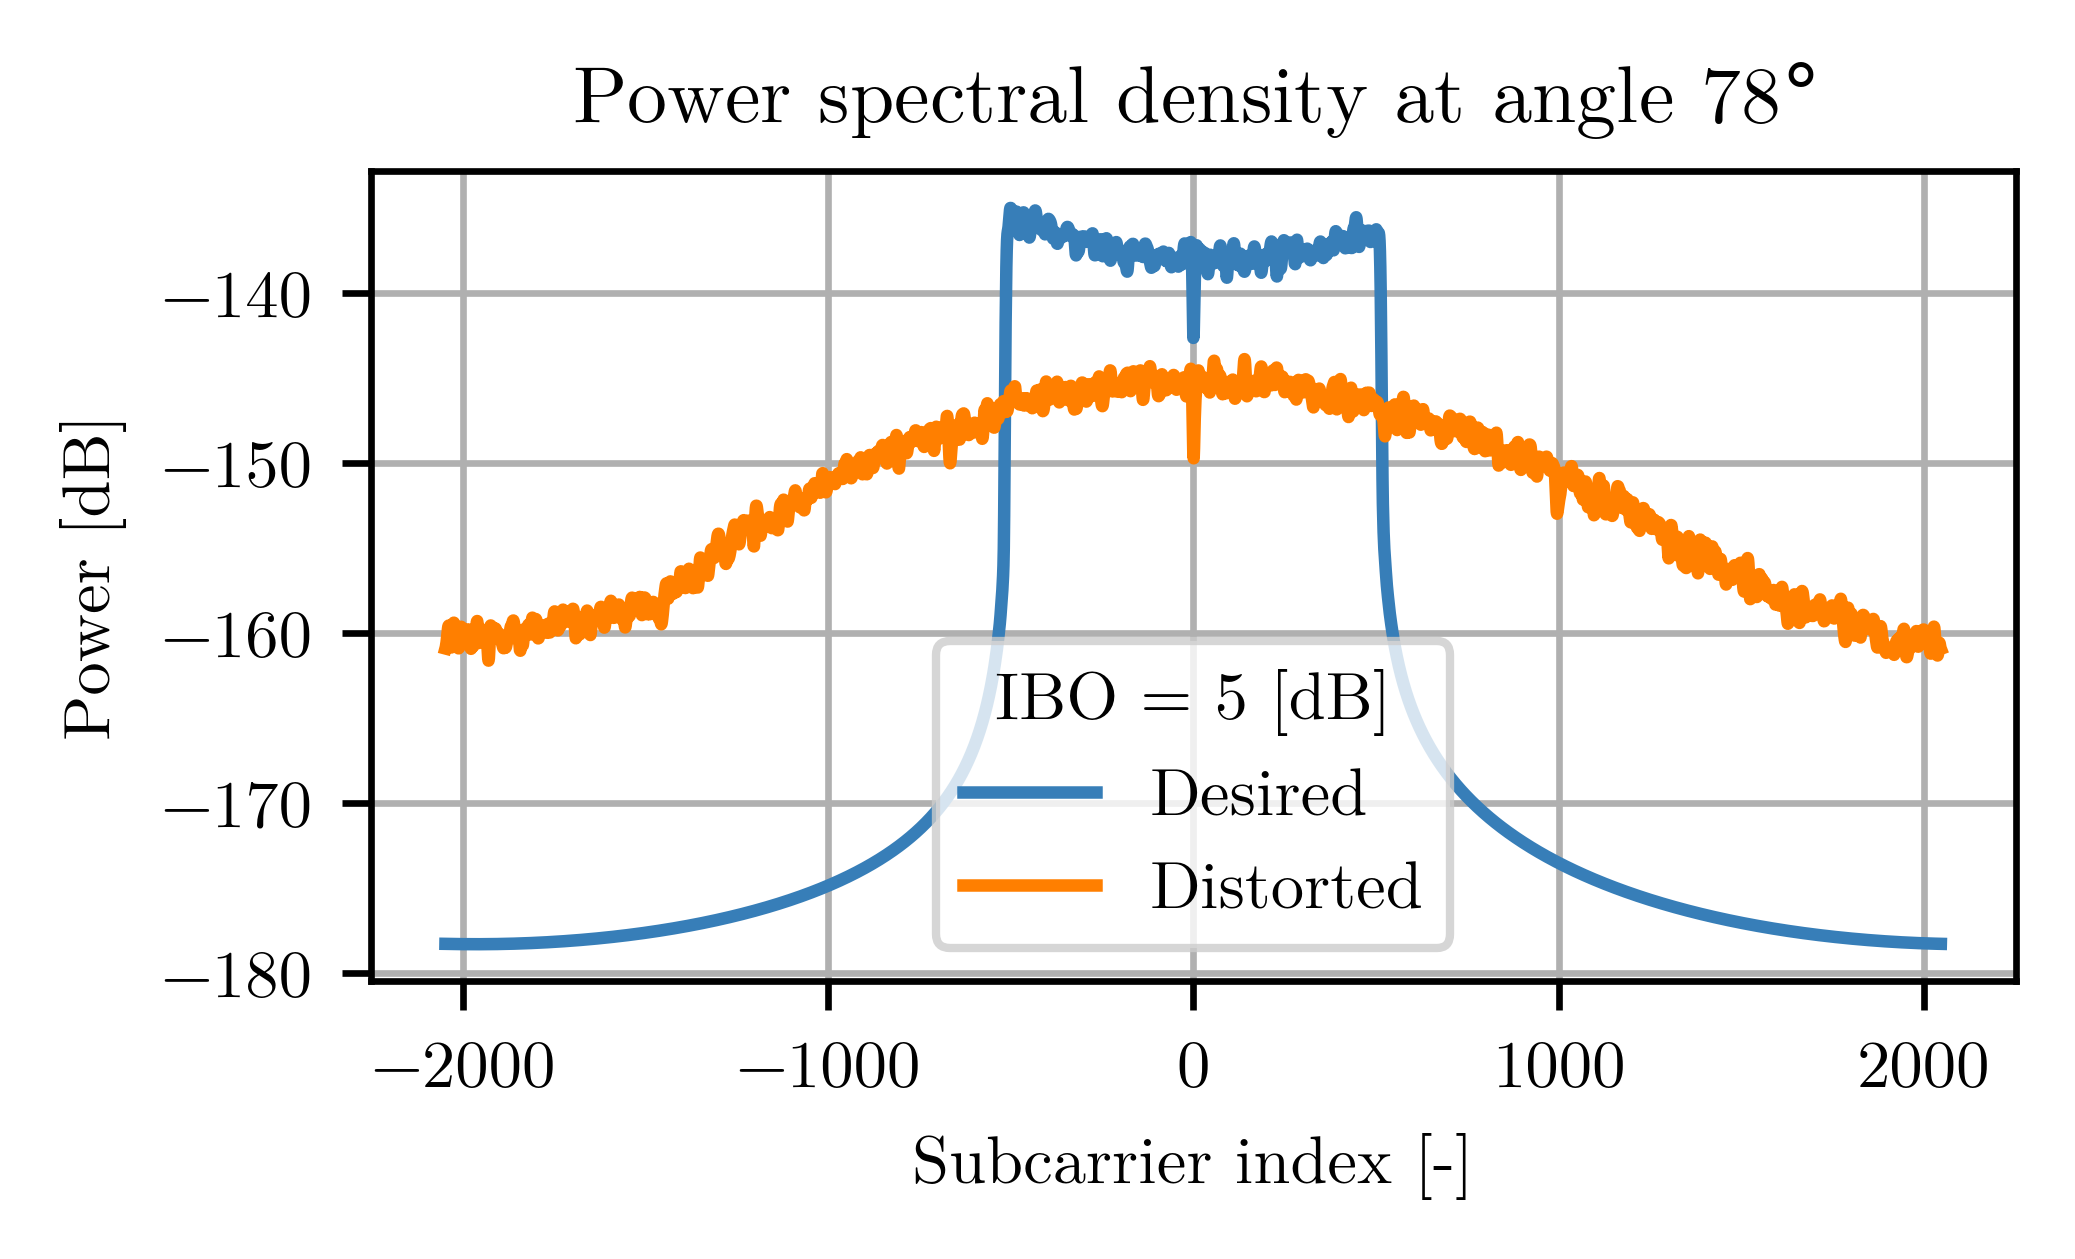 Power spectral density at angle 78°
Power [dB]
−140
−150
−160
−170
−180
IBO = 5 [dB]
Desired
Distorted
−2000
−1000
0
1000
2000
Subcarrier index [-]